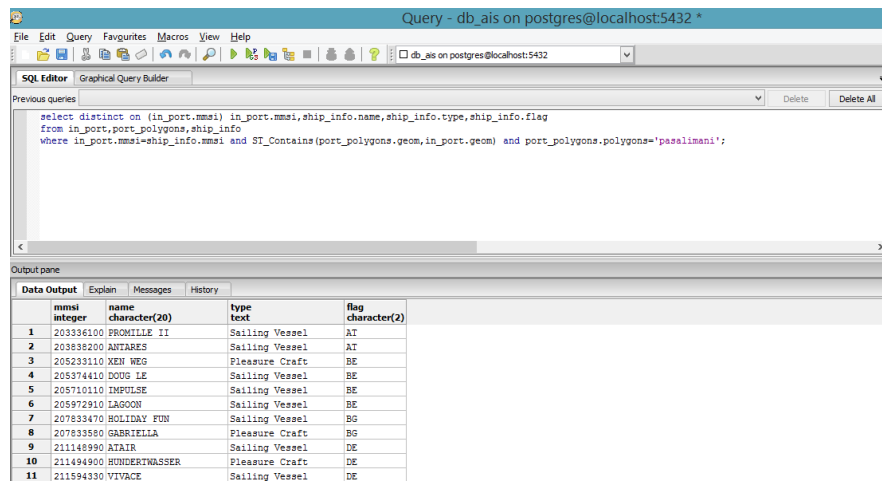 Query - db_ais on postgres@localhost:5432 *
File Edit Query Favourites Macros View Help
db_ais on postgres@localhost:5432
SQL Editor Graphical Query Builder
Previous queries Delete Delete All
select distinct on (in_port.mmsi) in_port.mmsi,ship_info.name,ship_info.type,ship_info.flag
from in_port,port_polygons,ship_info
where in_port.mmsi=ship_info.mmsi and ST_Contains(port_polygons.geom,in_port.geom) and port_polygons.polygons='pasalimani';
Output pane
Data Output Explain Messages History
mmsi name type flag
integer character(20) text character(2)
1 203336100 PROMILLE II Sailing Vessel AT
2 203838200 ANTARES Sailing Vessel AT
3 205233110 XEN WEG Pleasure Craft BE
4 205374410 DOUG LE Sailing Vessel BE
5 205710110 IMPULSE Sailing Vessel BE
6 205972910 LAGOON Sailing Vessel BE
7 207833470 HOLIDAY FUN Sailing Vessel BG
8 207833580 GABRIELLA Pleasure Craft BG
9 211148990 ATAIR Sailing Vessel DE
10 211494900 HUNDERTWASSER Pleasure Craft DE
11 211594330 VIVACE Sailing Vessel DE